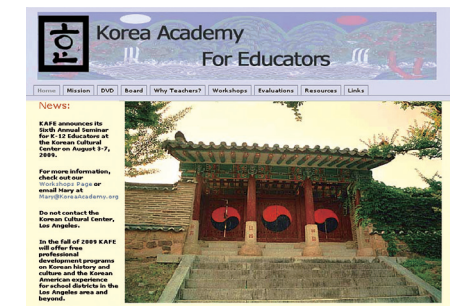 한
Korea Academy
For Educators
Home Mission DVD Board Why Teachers? Workshops Evaluations Resources Links
News:
KAFE announces its
Sixth Annual Seminar
for K-12 Educators at
the Korean Cultural
Center on August 3-7,
2009.
For more information,
check out our
Workshops Page or
email Mary at
Mary@KoreaAcademy.org
Do not contact the
Korean Cultural Center,
Los Angeles.
In the fall of 2009 KAFE
will offer free
professional
development programs
on Korean history and
culture and the Korean
American experience
for school districts in the
Los Angeles area and
beyond.